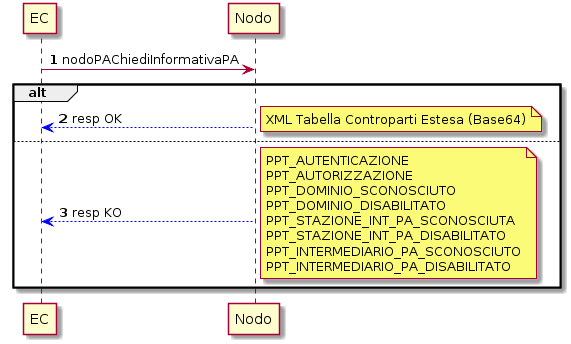 EC Nodo
1 nodoPAChiediInformativaPA
alt
2 resp OK
XML Tabella Controparti Estesa (Base64)
PPT_AUTENTICAZIONE
PPT_AUTORIZZAZIONE
PPT_DOMINIO_SCONOSCIUTO
PPT_DOMINIO_DISABILITATO
3 resp KO
PPT_STAZIONE_INT_PA_SCONOSCIUTA
PPT_STAZIONE_INT_PA_DISABILITATO
PPT_INTERMEDIARIO_PA_SCONOSCIUTO
PPT_INTERMEDIARIO_PA_DISABILITATO
EC Nodo